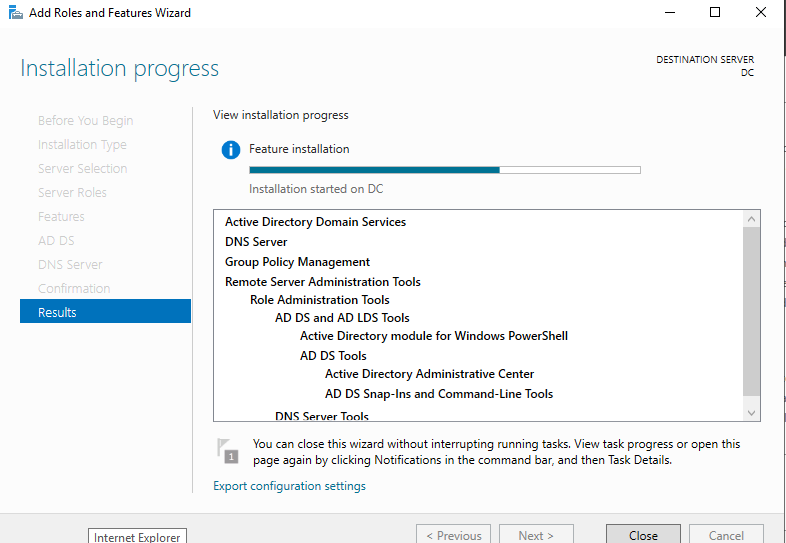 Add Roles and Features Wizard
Installation progress
DESTINATION SERVER
DC
Before You Begin
Installation Type
Server Selection
Server Roles
Features
AD DS
DNS Server
Confirmation
Results
View installation progress
Feature installation
Installation started on DC
Active Directory Domain Services
DNS Server
Group Policy Management
Remote Server Administration Tools
Role Administration Tools
AD DS and AD LDS Tools
Active Directory module for Windows PowerShell
AD DS Tools
Active Directory Administrative Center
AD DS Snap-Ins and Command-Line Tools
DNS Server Tools
1
You can close this wizard without interrupting running tasks. View task progress or open this
page again by clicking Notifications in the command bar, and then Task Details.
Export configuration settings
Internet Explorer
< Previous
Next >
Close
Cancel